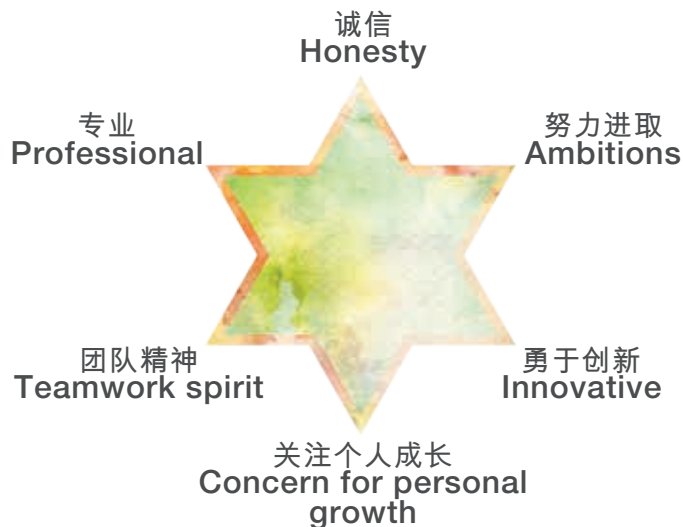 诚信
Honesty
专业
Professional
努力进取
Ambitions
团队精神
Teamwork spirit
勇于创新
Innovative
关注个人成长
Concern for personal
growth